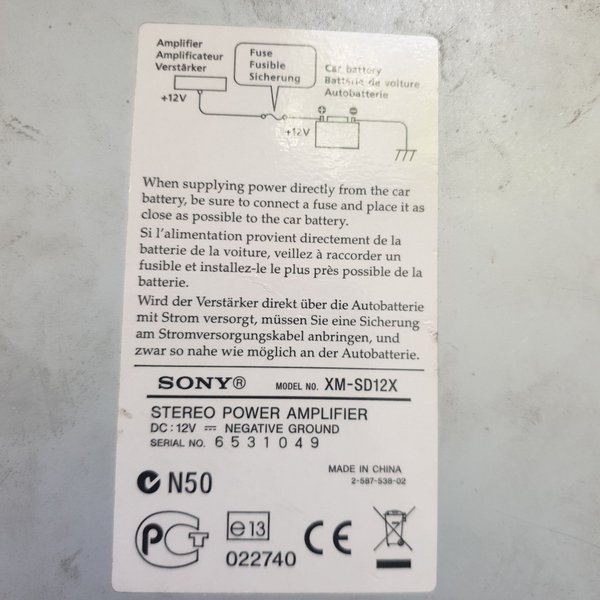 Amplifier
Amplificateur
Verstärker
Fuse
Fusible
Sicherung
Car battery
Batterie de voiture
Autobatterie
+12V
+12V
When supplying power directly from the car
battery, be sure to connect a fuse and place it as
close as possible to the car battery.
Si l'alimentation provient directement de la
batterie de la voiture, veillez à raccorder un
fusible et installez-le le plus près possible de la
batterie.
Wird der Verstärker direkt über die Autobatterie
mit Strom versorgt, müssen Sie eine Sicherung
am Stromversorgungskabel anbringen, und
zwar so nahe wie möglich an der Autobatterie.
SONY® MODEL NO. XM-SD12X
STEREO POWER AMPLIFIER
DC: 12V ⎓ NEGATIVE GROUND
SERIAL NO. 6531049
N50
MADE IN CHINA
2-587-538-02
PCT
e13
022740
CE